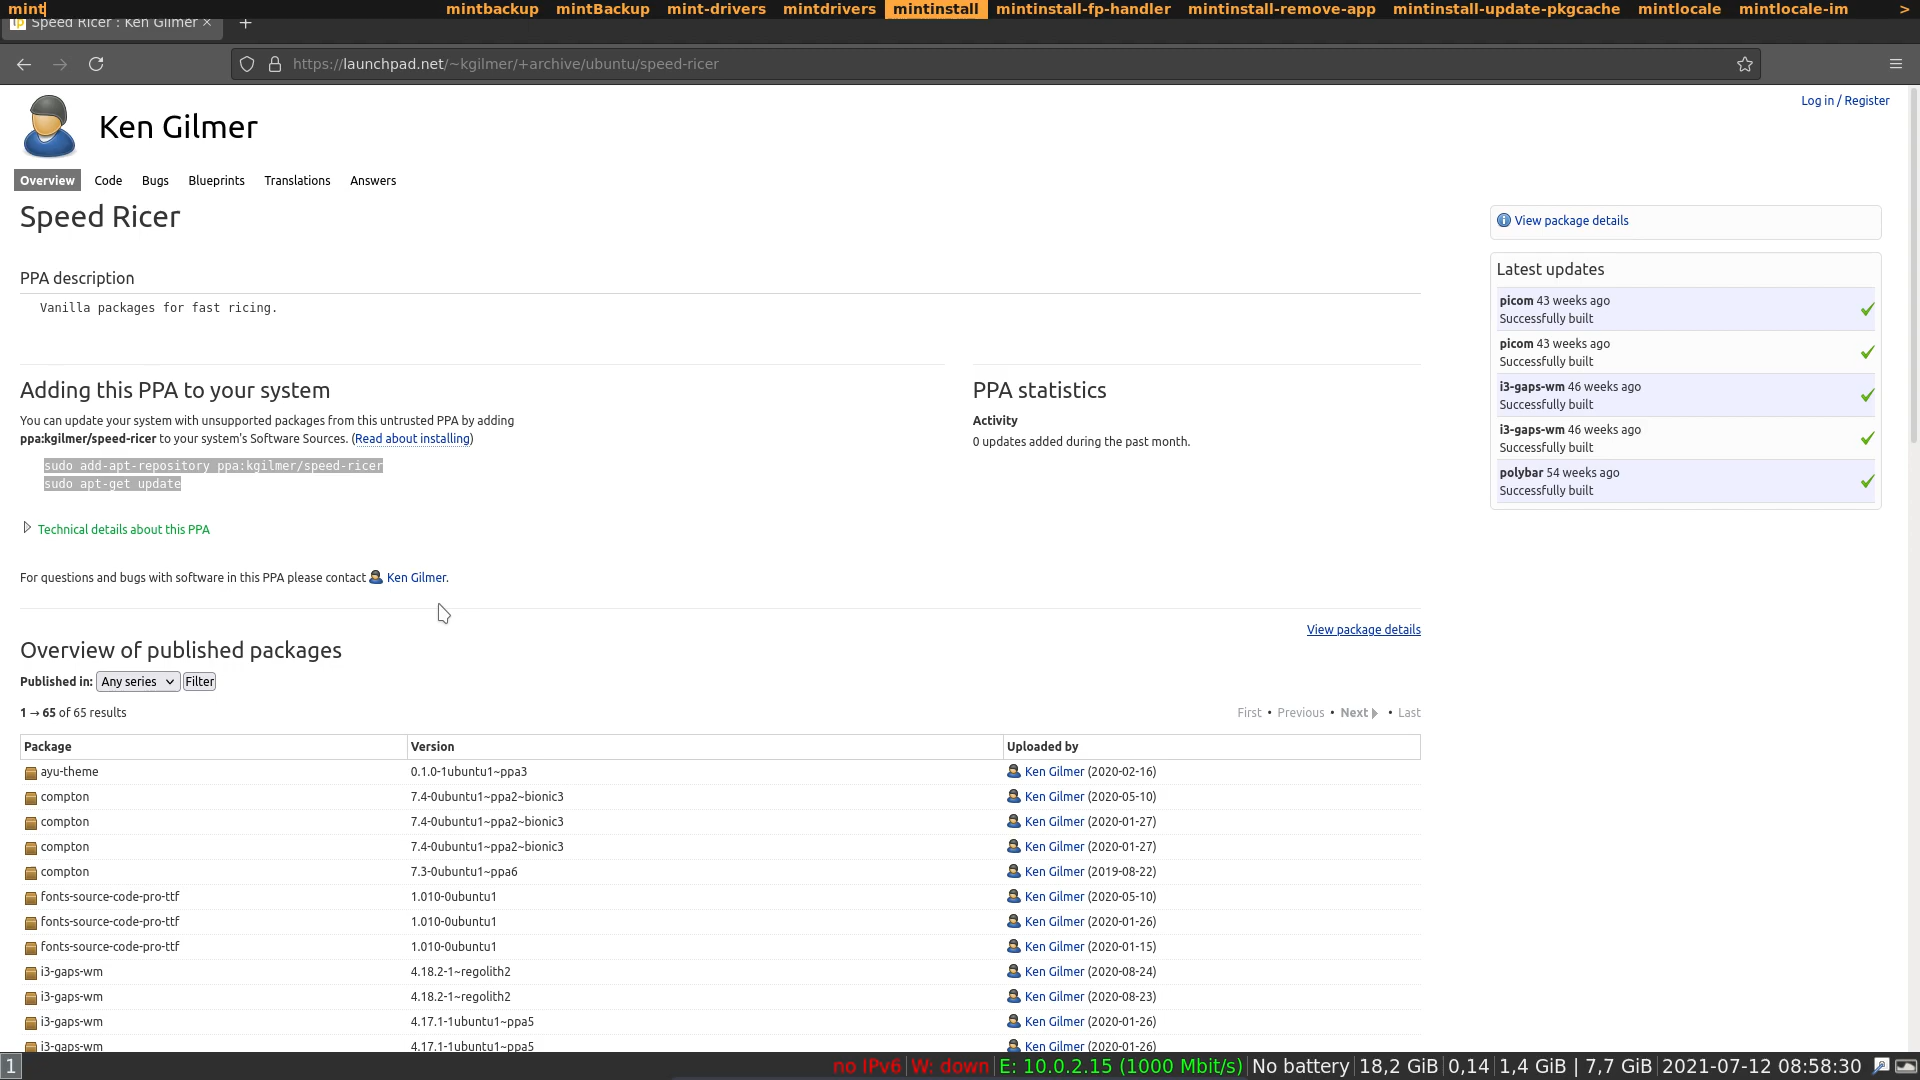 mint mintbackup mintBackup mint-drivers mintdrivers mintinstall mintinstall-fp-handler mintinstall-remove-app mintinstall-update-pkgcache mintlocale mintlocale-im >
Speed Ricer : Ken Gilmer × +
https://launchpad.net/~kgilmer/+archive/ubuntu/speed-ricer
Log in / Register
Ken Gilmer
Overview Code Bugs Blueprints Translations Answers
Speed Ricer
PPA description
Vanilla packages for fast ricing.
Adding this PPA to your system
You can update your system with unsupported packages from this untrusted PPA by adding
ppa:kgilmer/speed-ricer to your system's Software Sources. (Read about installing)
sudo add-apt-repository ppa:kgilmer/speed-ricer
sudo apt-get update
Technical details about this PPA
For questions and bugs with software in this PPA please contact Ken Gilmer.
PPA statistics
Activity
0 updates added during the past month.
View package details
Latest updates
picom 43 weeks ago
Successfully built
picom 43 weeks ago
Successfully built
i3-gaps-wm 46 weeks ago
Successfully built
i3-gaps-wm 46 weeks ago
Successfully built
polybar 54 weeks ago
Successfully built
View package details
Overview of published packages
Published in: Any series Filter
1 → 65 of 65 results
First • Previous • Next • Last
Package Version Uploaded by
ayu-theme 0.1.0-1ubuntu1~ppa3 Ken Gilmer (2020-02-16)
compton 7.4-0ubuntu1~ppa2~bionic3 Ken Gilmer (2020-05-10)
compton 7.4-0ubuntu1~ppa2~bionic3 Ken Gilmer (2020-01-27)
compton 7.4-0ubuntu1~ppa2~bionic3 Ken Gilmer (2020-01-27)
compton 7.3-0ubuntu1~ppa6 Ken Gilmer (2019-08-22)
fonts-source-code-pro-ttf 1.010-0ubuntu1 Ken Gilmer (2020-05-10)
fonts-source-code-pro-ttf 1.010-0ubuntu1 Ken Gilmer (2020-01-26)
fonts-source-code-pro-ttf 1.010-0ubuntu1 Ken Gilmer (2020-01-15)
i3-gaps-wm 4.18.2-1~regolith2 Ken Gilmer (2020-08-24)
i3-gaps-wm 4.18.2-1~regolith2 Ken Gilmer (2020-08-23)
i3-gaps-wm 4.17.1-1ubuntu1~ppa5 Ken Gilmer (2020-01-26)
i3-gaps-wm 4.17.1-1ubuntu1~ppa5 Ken Gilmer (2020-01-26)
1 no IPv6 W: down E: 10.0.2.15 (1000 Mbit/s) No battery 18,2 GiB 0,14 1,4 GiB | 7,7 GiB 2021-07-12 08:58:30